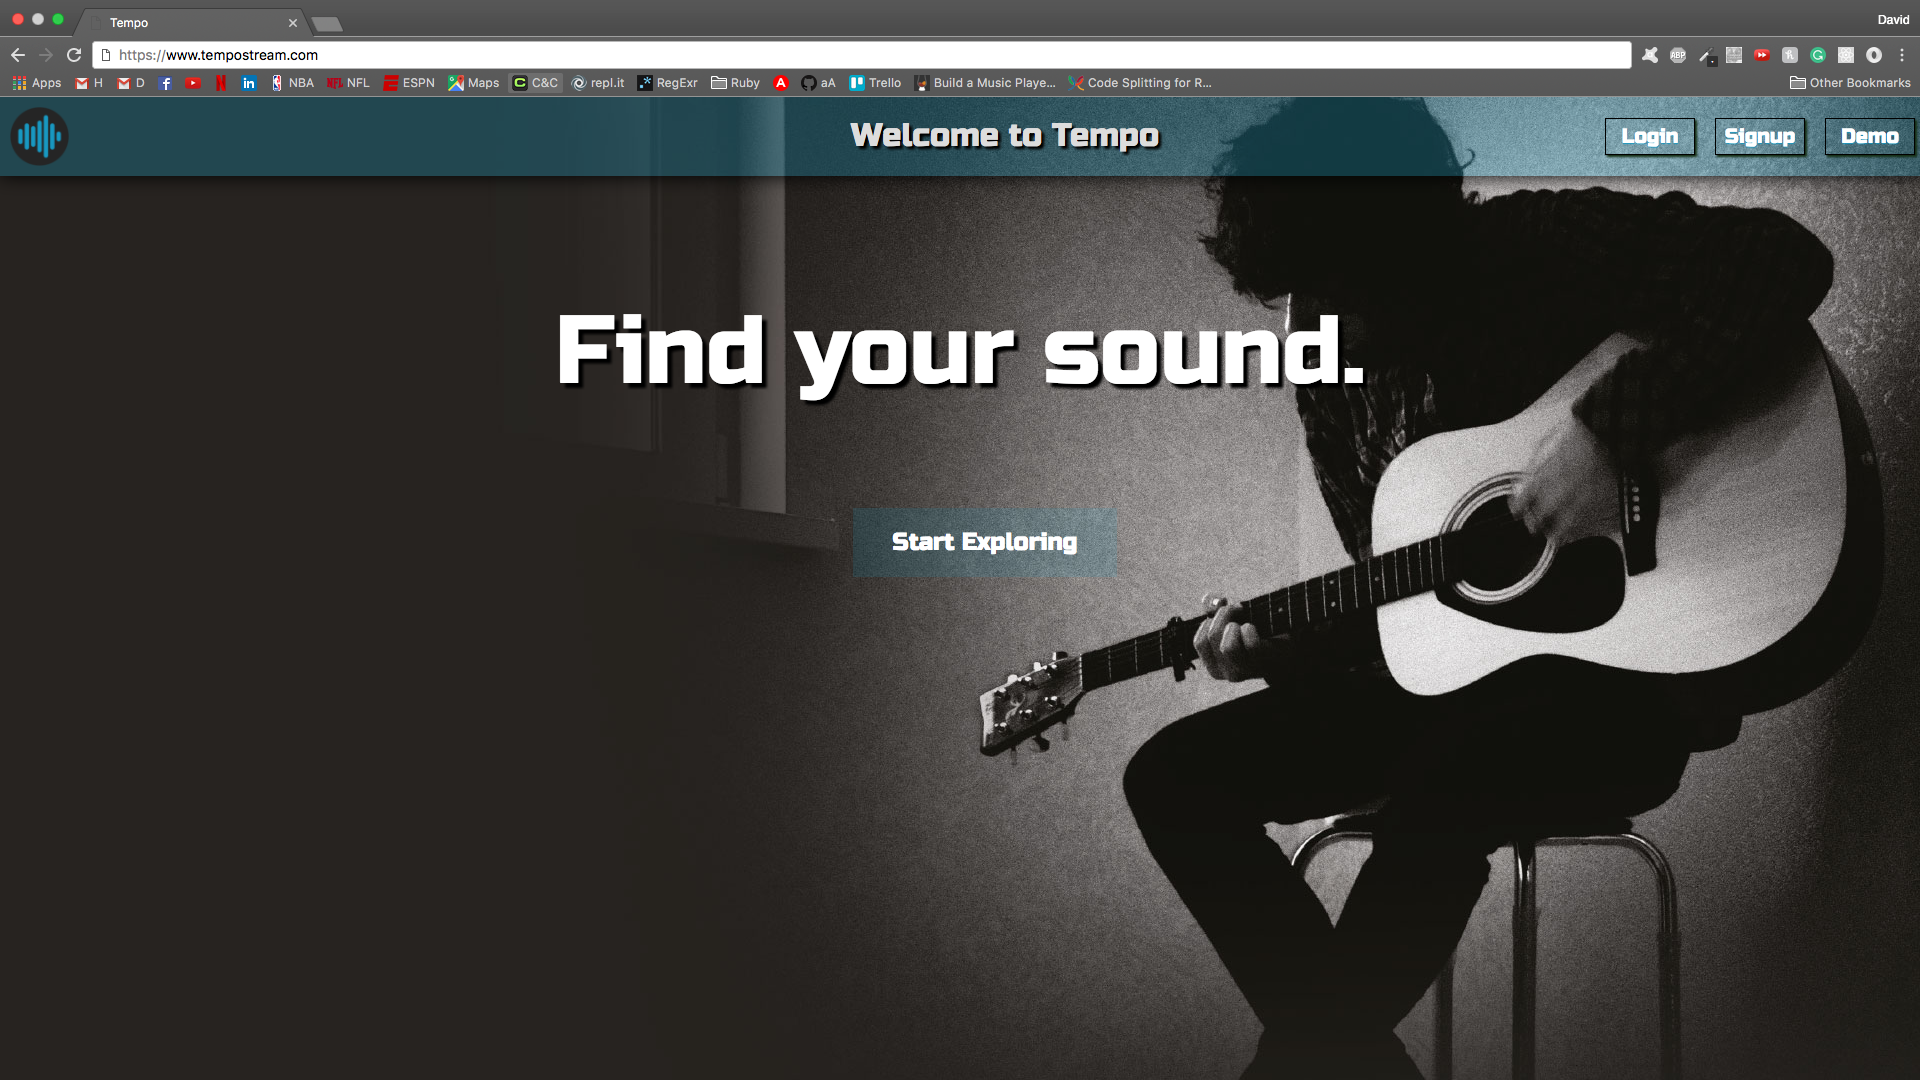 Tempo
David
https://www.tempostream.com
Apps H D NBA NFL ESPN Maps C&C repl.it RegExr Ruby aA Trello Build a Music Playe... Code Splitting for R... Other Bookmarks
Welcome to Tempo
Login Signup Demo
Find your sound.
Start Exploring